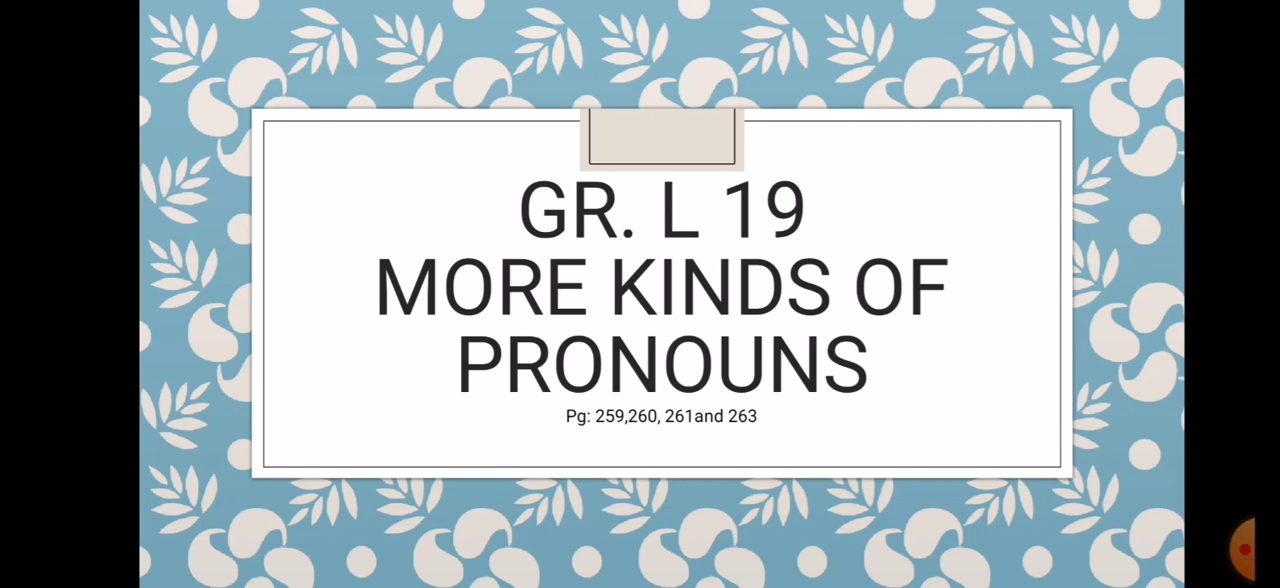 GR. L 19
MORE KINDS OF
PRONOUNS
Pg: 259,260, 261and 263